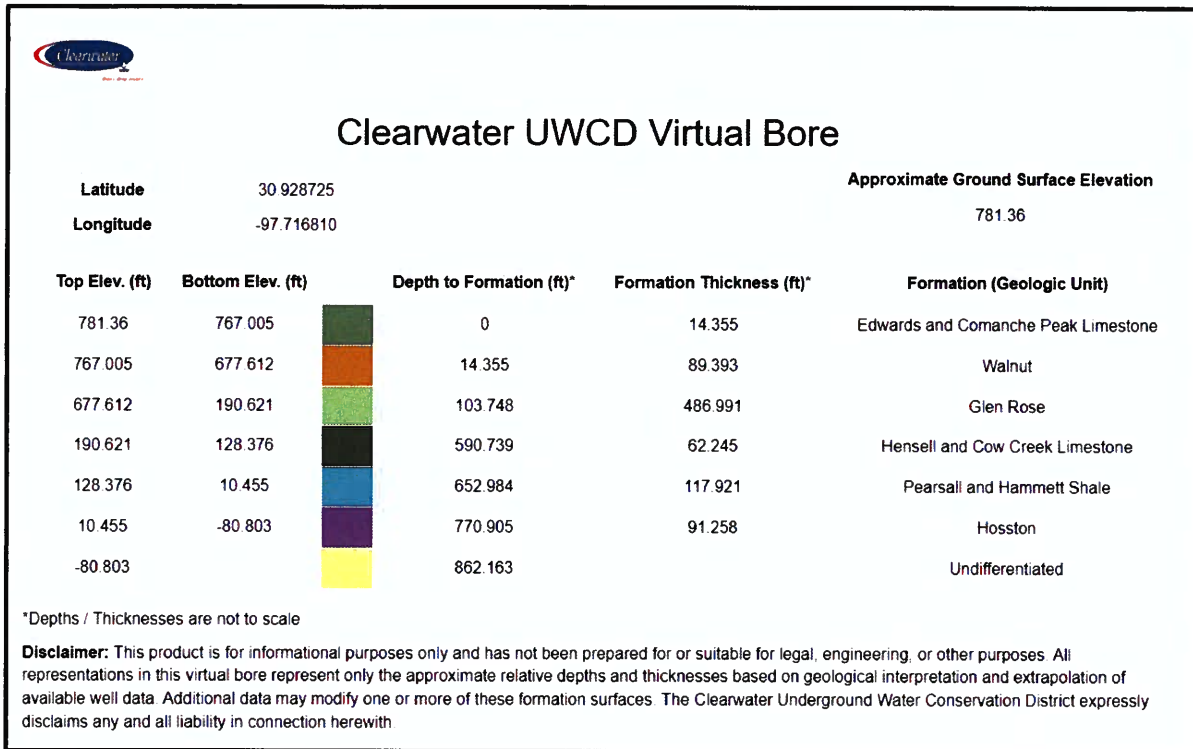 Clearwater
Clearwater UWCD Virtual Bore
Latitude 30.928725
Longitude -97.716810
Approximate Ground Surface Elevation
781.36
Top Elev. (ft) Bottom Elev. (ft) Depth to Formation (ft)* Formation Thickness (ft)* Formation (Geologic Unit)
781.36 767.005 0 14.355 Edwards and Comanche Peak Limestone
767.005 677.612 14.355 89.393 Walnut
677.612 190.621 103.748 486.991 Glen Rose
190.621 128.376 590.739 62.245 Hensell and Cow Creek Limestone
128.376 10.455 652.984 117.921 Pearsall and Hammett Shale
10.455 -80.803 770.905 91.258 Hosston
-80.803 862.163 Undifferentiated
*Depths / Thicknesses are not to scale
Disclaimer: This product is for informational purposes only and has not been prepared for or suitable for legal, engineering, or other purposes. All
representations in this virtual bore represent only the approximate relative depths and thicknesses based on geological interpretation and extrapolation of
available well data. Additional data may modify one or more of these formation surfaces. The Clearwater Underground Water Conservation District expressly
disclaims any and all liability in connection herewith.